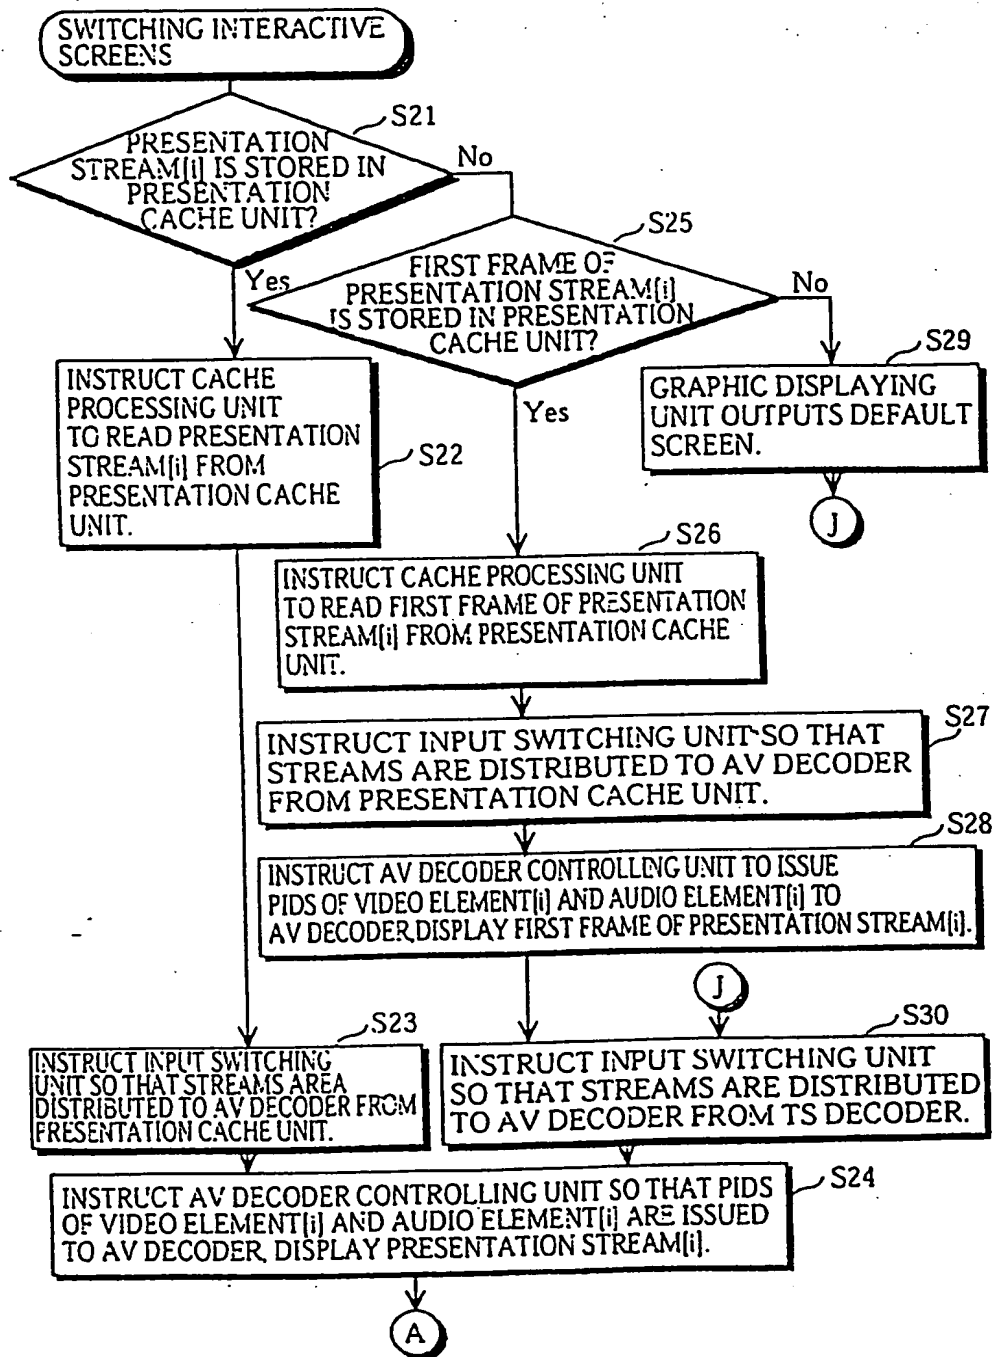 SWITCHING INTERACTIVE
SCREENS
S21
PRESENTATION
STREAM[i] IS STORED IN
PRESENTATION
CACHE UNIT?
No
Yes
S25
FIRST FRAME OF
PRESENTATION STREAM[i]
IS STORED IN PRESENTATION
CACHE UNIT?
No
Yes
S29
GRAPHIC DISPLAYING
UNIT OUTPUTS DEFAULT
SCREEN.
J
INSTRUCT CACHE
PROCESSING UNIT
TO READ PRESENTATION
STREAM[i] FROM
PRESENTATION CACHE
UNIT.
S22
S26
INSTRUCT CACHE PROCESSING UNIT
TO READ FIRST FRAME OF PRESENTATION
STREAM[i] FROM PRESENTATION CACHE
UNIT.
S27
INSTRUCT INPUT SWITCHING UNIT SO THAT
STREAMS ARE DISTRIBUTED TO AV DECODER
FROM PRESENTATION CACHE UNIT.
S28
INSTRUCT AV DECODER CONTROLLING UNIT TO ISSUE
PIDS OF VIDEO ELEMENT[i] AND AUDIO ELEMENT[i] TO
AV DECODER,DISPLAY FIRST FRAME OF PRESENTATION STREAM[i].
J
S23
INSTRUCT INPUT SWITCHING
UNIT SO THAT STREAMS AREA
DISTRIBUTED TO AV DECODER FROM
PRESENTATION CACHE UNIT.
S30
INSTRUCT INPUT SWITCHING UNIT
SO THAT STREAMS ARE DISTRIBUTED
TO AV DECODER FROM TS DECODER.
S24
INSTRUCT AV DECODER CONTROLLING UNIT SO THAT PIDS
OF VIDEO ELEMENT[i] AND AUDIO ELEMENT[i] ARE ISSUED
TO AV DECODER, DISPLAY PRESENTATION STREAM[i].
A